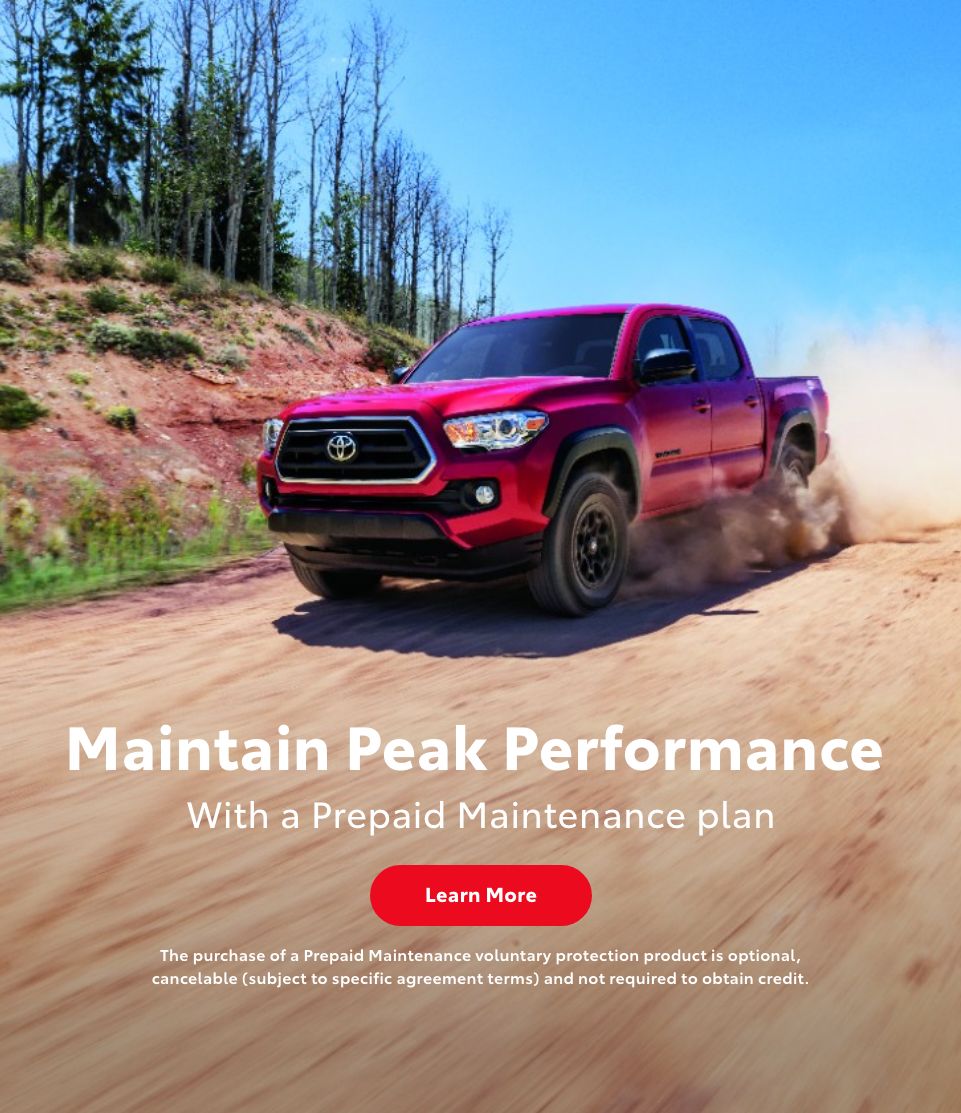 Maintain Peak Performance
With a Prepaid Maintenance plan
Learn More
The purchase of a Prepaid Maintenance voluntary protection product is optional,
cancelable (subject to specific agreement terms) and not required to obtain credit.